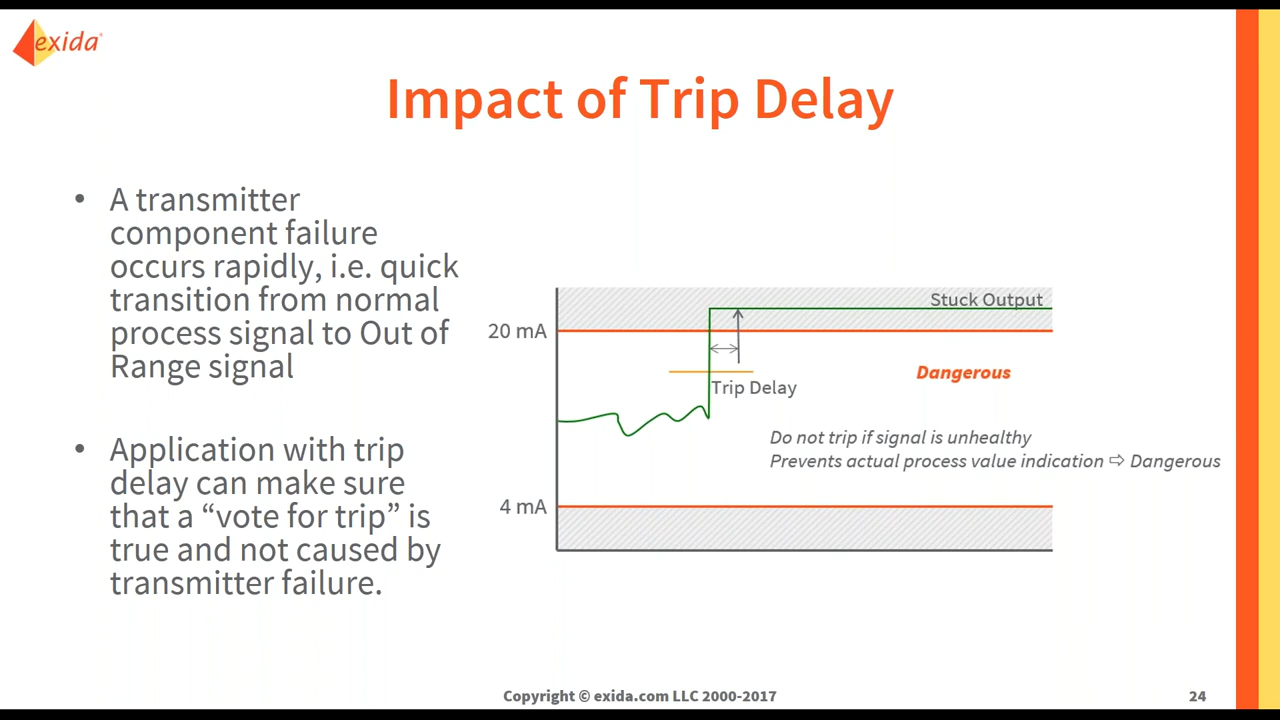 exida
Impact of Trip Delay
• A transmitter
component failure
occurs rapidly, i.e. quick
transition from normal
process signal to Out of
Range signal
• Application with trip
delay can make sure
that a “vote for trip” is
true and not caused by
transmitter failure.
Stuck Output
20 mA
Dangerous
Trip Delay
Do not trip if signal is unhealthy
Prevents actual process value indication ⇨ Dangerous
4 mA
Copyright © exida.com LLC 2000-2017
24